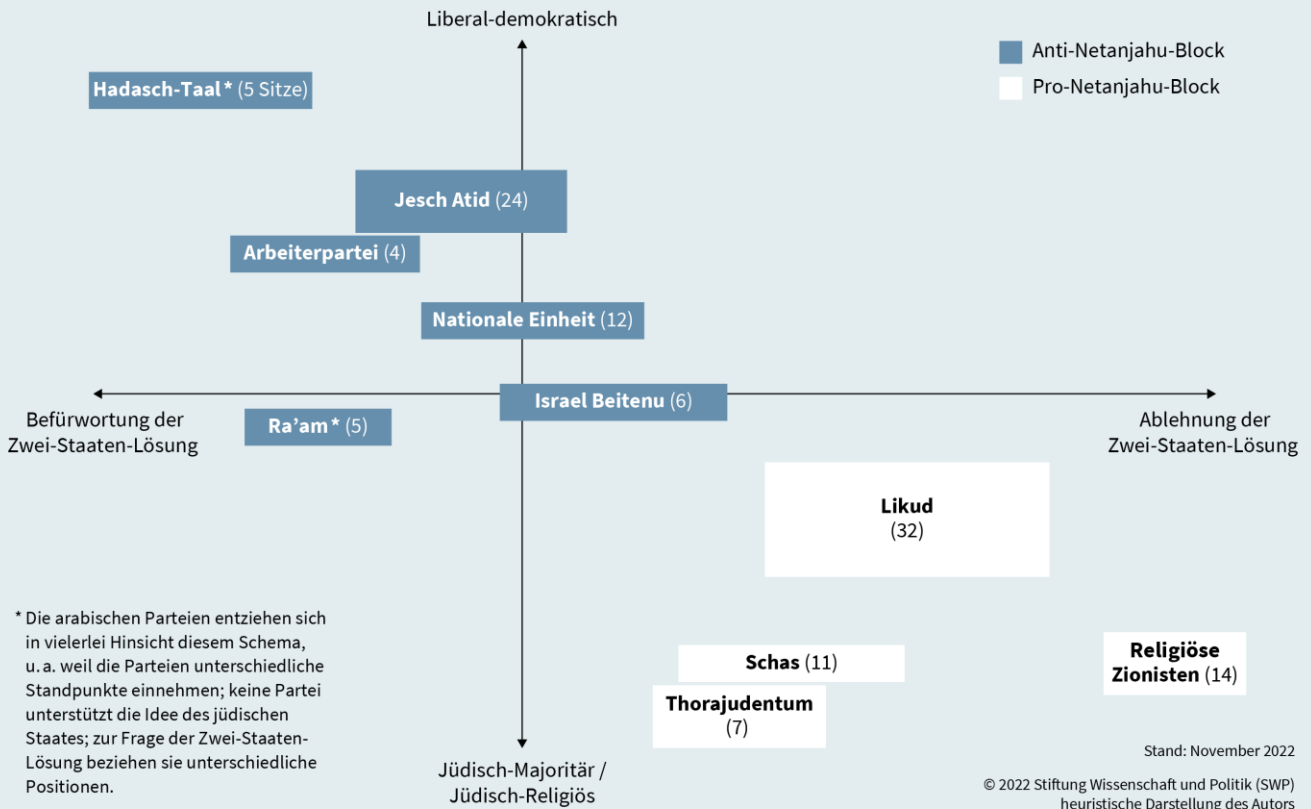 Liberal-demokratisch
Anti-Netanjahu-Block
Pro-Netanjahu-Block
Hadasch-Taal* (5 Sitze)
Jesch Atid (24)
Arbeiterpartei (4)
Nationale Einheit (12)
Israel Beitenu (6)
Befürwortung der
Zwei-Staaten-Lösung
Ra’am* (5)
Ablehnung der
Zwei-Staaten-Lösung
Likud
(32)
Schas (11)
Religiöse
Zionisten (14)
Thorajudentum
(7)
* Die arabischen Parteien entziehen sich
in vielerlei Hinsicht diesem Schema,
u. a. weil die Parteien unterschiedliche
Standpunkte einnehmen; keine Partei
unterstützt die Idee des jüdischen
Staates; zur Frage der Zwei-Staaten-
Lösung beziehen sie unterschiedliche
Positionen.
Jüdisch-Majoritär /
Jüdisch-Religiös
Stand: November 2022
© 2022 Stiftung Wissenschaft und Politik (SWP)
heuristische Darstellung des Autors